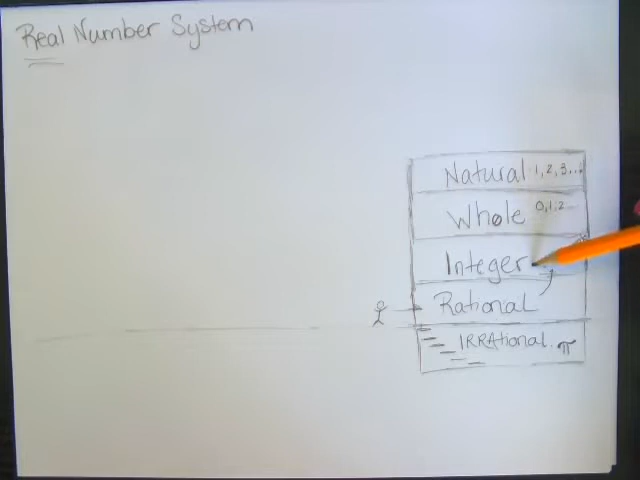 Real Number System
Natural 1, 2, 3...
Whole 0, 1, 2
Integer
Rational
IRRAtional. π